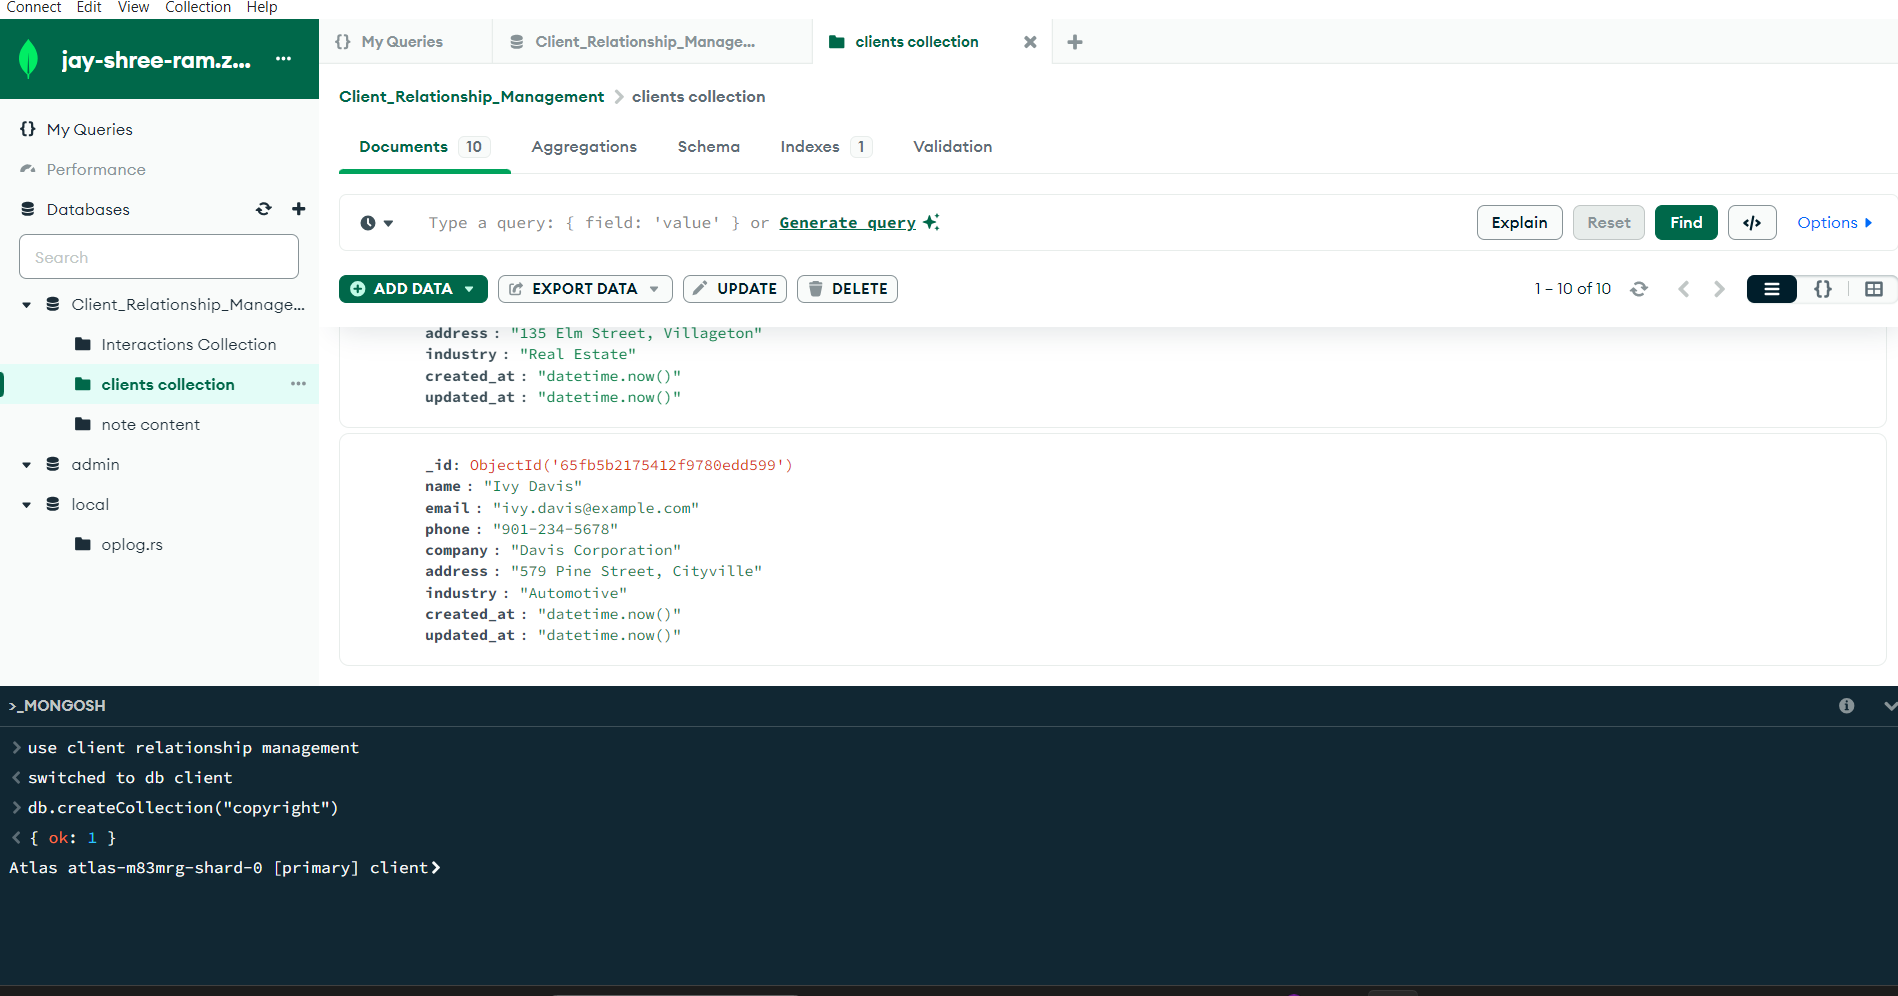 Connect Edit View Collection Help
jay-shree-ram.z... ...
My Queries
Performance
Databases
Search
Client_Relationship_Manage...
Interactions Collection
clients collection ...
note content
admin
local
oplog.rs
{} My Queries
Client_Relationship_Manage...
clients collection
Client_Relationship_Management > clients collection
Documents 10 Aggregations Schema Indexes 1 Validation
Type a query: { field: 'value' } or Generate query
Explain Reset Find </> Options
ADD DATA EXPORT DATA UPDATE DELETE
1 – 10 of 10 {}
address : "135 Elm Street, Villageton"
industry : "Real Estate"
created_at : "datetime.now()"
updated_at : "datetime.now()"
_id: ObjectId('65fb5b2175412f9780edd599')
name : "Ivy Davis"
email : "ivy.davis@example.com"
phone : "901-234-5678"
company : "Davis Corporation"
address : "579 Pine Street, Cityville"
industry : "Automotive"
created_at : "datetime.now()"
updated_at : "datetime.now()"
>_MONGOSH
> use client relationship management
< switched to db client
> db.createCollection("copyright")
< { ok: 1 }
Atlas atlas-m83mrg-shard-0 [primary] client>